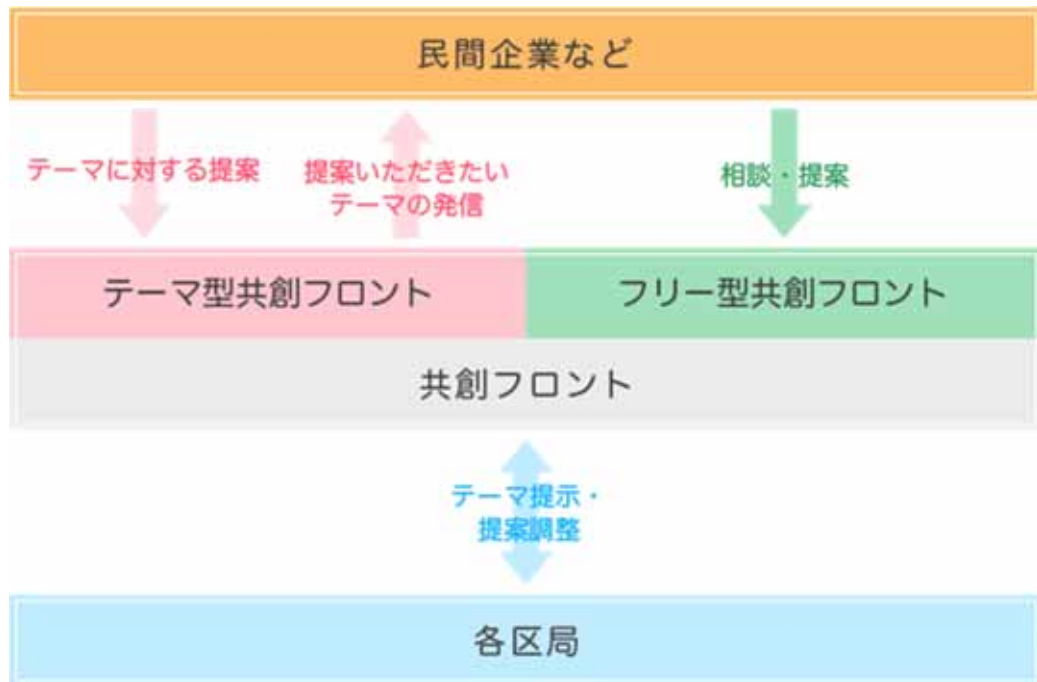 民間企業など
テーマに対する提案
提案いただきたい
テーマの発信
相談・提案
テーマ型共創フロント
フリー型共創フロント
共創フロント
テーマ提示・
提案調整
各区局